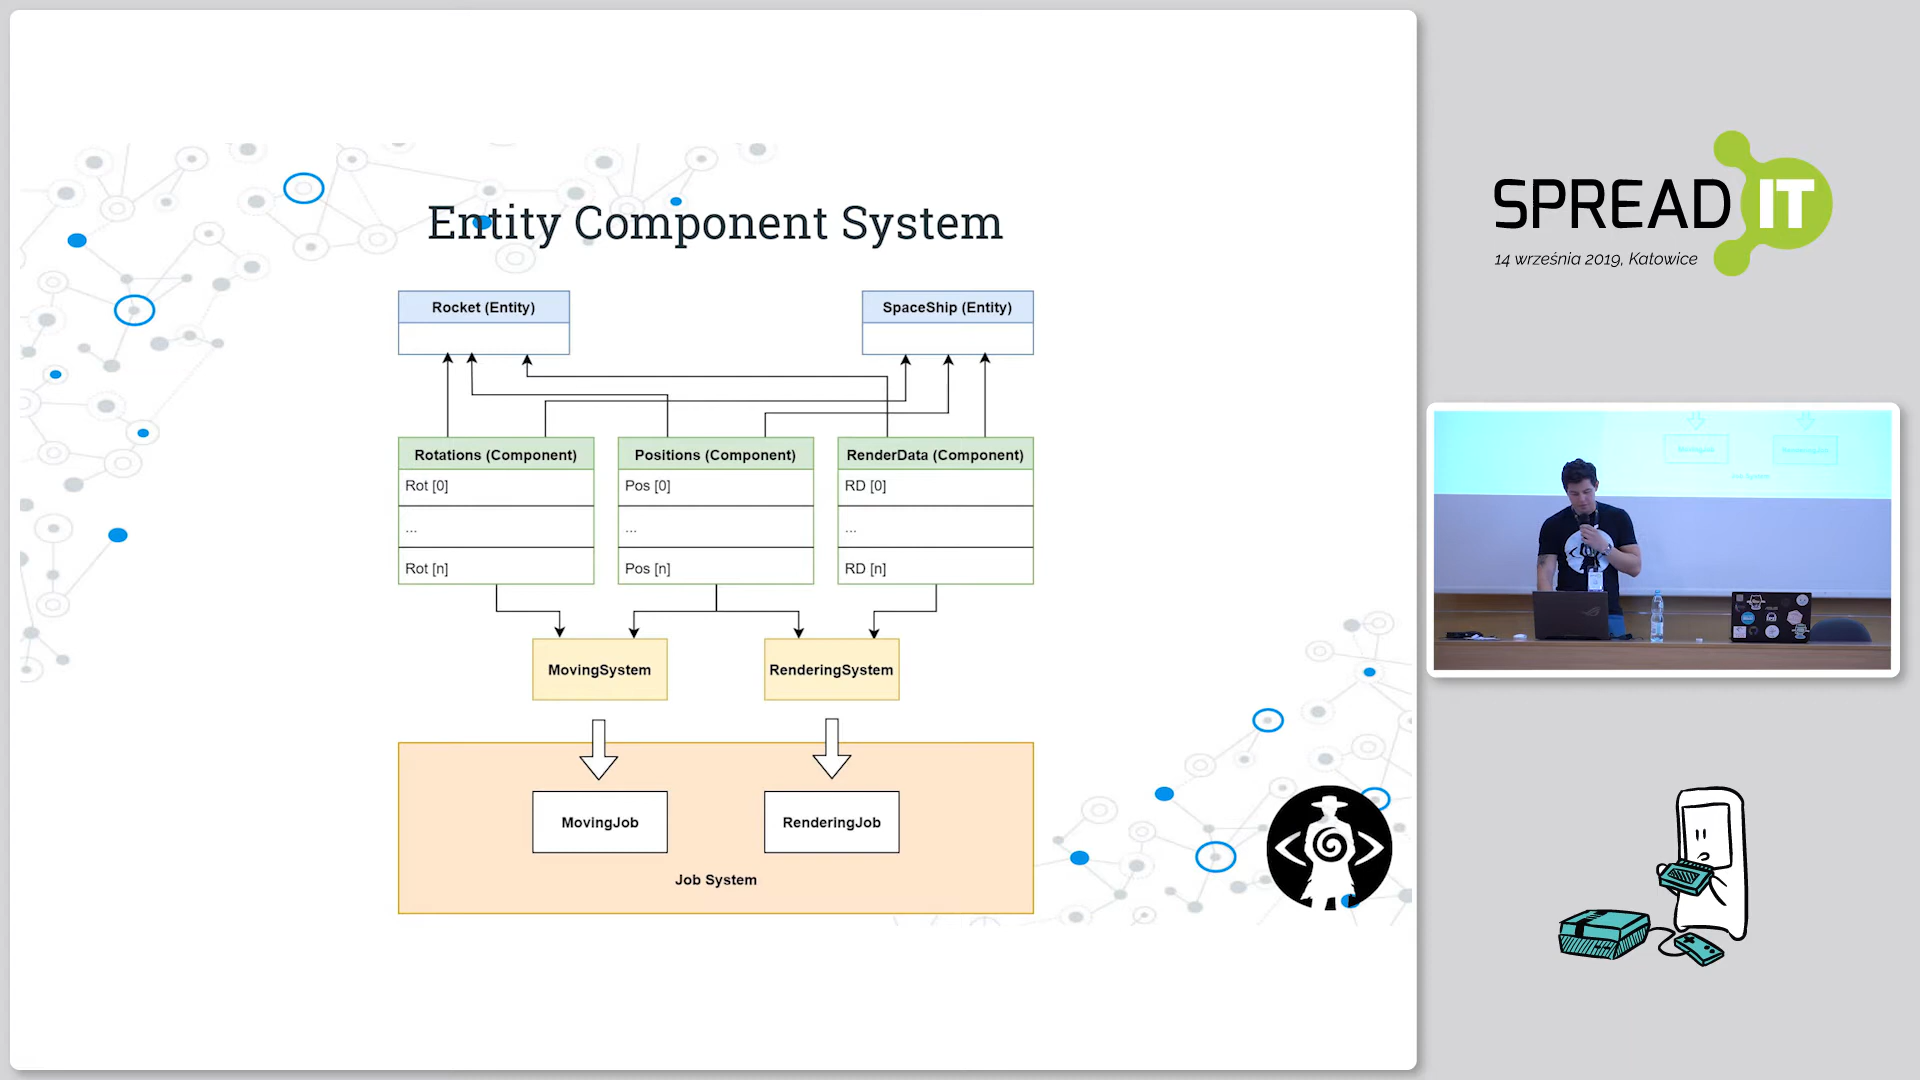 Entity Component System
Rocket (Entity)
SpaceShip (Entity)
Rotations (Component)
Rot [0]
...
Rot [n]
Positions (Component)
Pos [0]
...
Pos [n]
RenderData (Component)
RD [0]
...
RD [n]
MovingSystem
RenderingSystem
MovingJob
RenderingJob
Job System
SPREAD IT
14 września 2019, Katowice